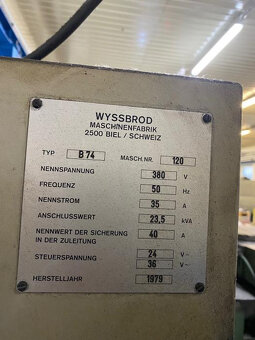 WYSSBROD
MASCHINENFABRIK
2500 BIEL / SCHWEIZ
TYP B 74 MASCH. NR. 120
NENNSPANNUNG 380 V
FREQUENZ 50 Hz
NENNSTROM 35 A
ANSCHLUSSWERT 23,5 kVA
NENNWERT DER SICHERUNG
IN DER ZULEITUNG 40 A
STEUERSPANNUNG 24 V~
36 V~
HERSTELLJAHR 1979